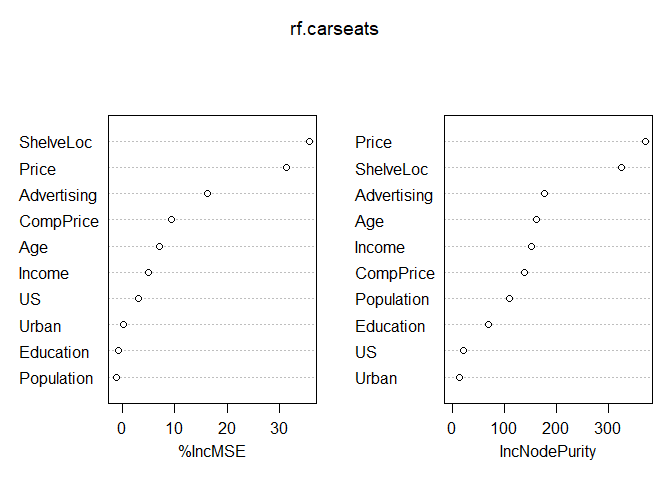 rf.carseats
ShelveLoc
Price
Advertising
CompPrice
Age
Income
US
Urban
Education
Population
0 10 20 30
%IncMSE
Price
ShelveLoc
Advertising
Age
Income
CompPrice
Population
Education
US
Urban
0 100 200 300
IncNodePurity